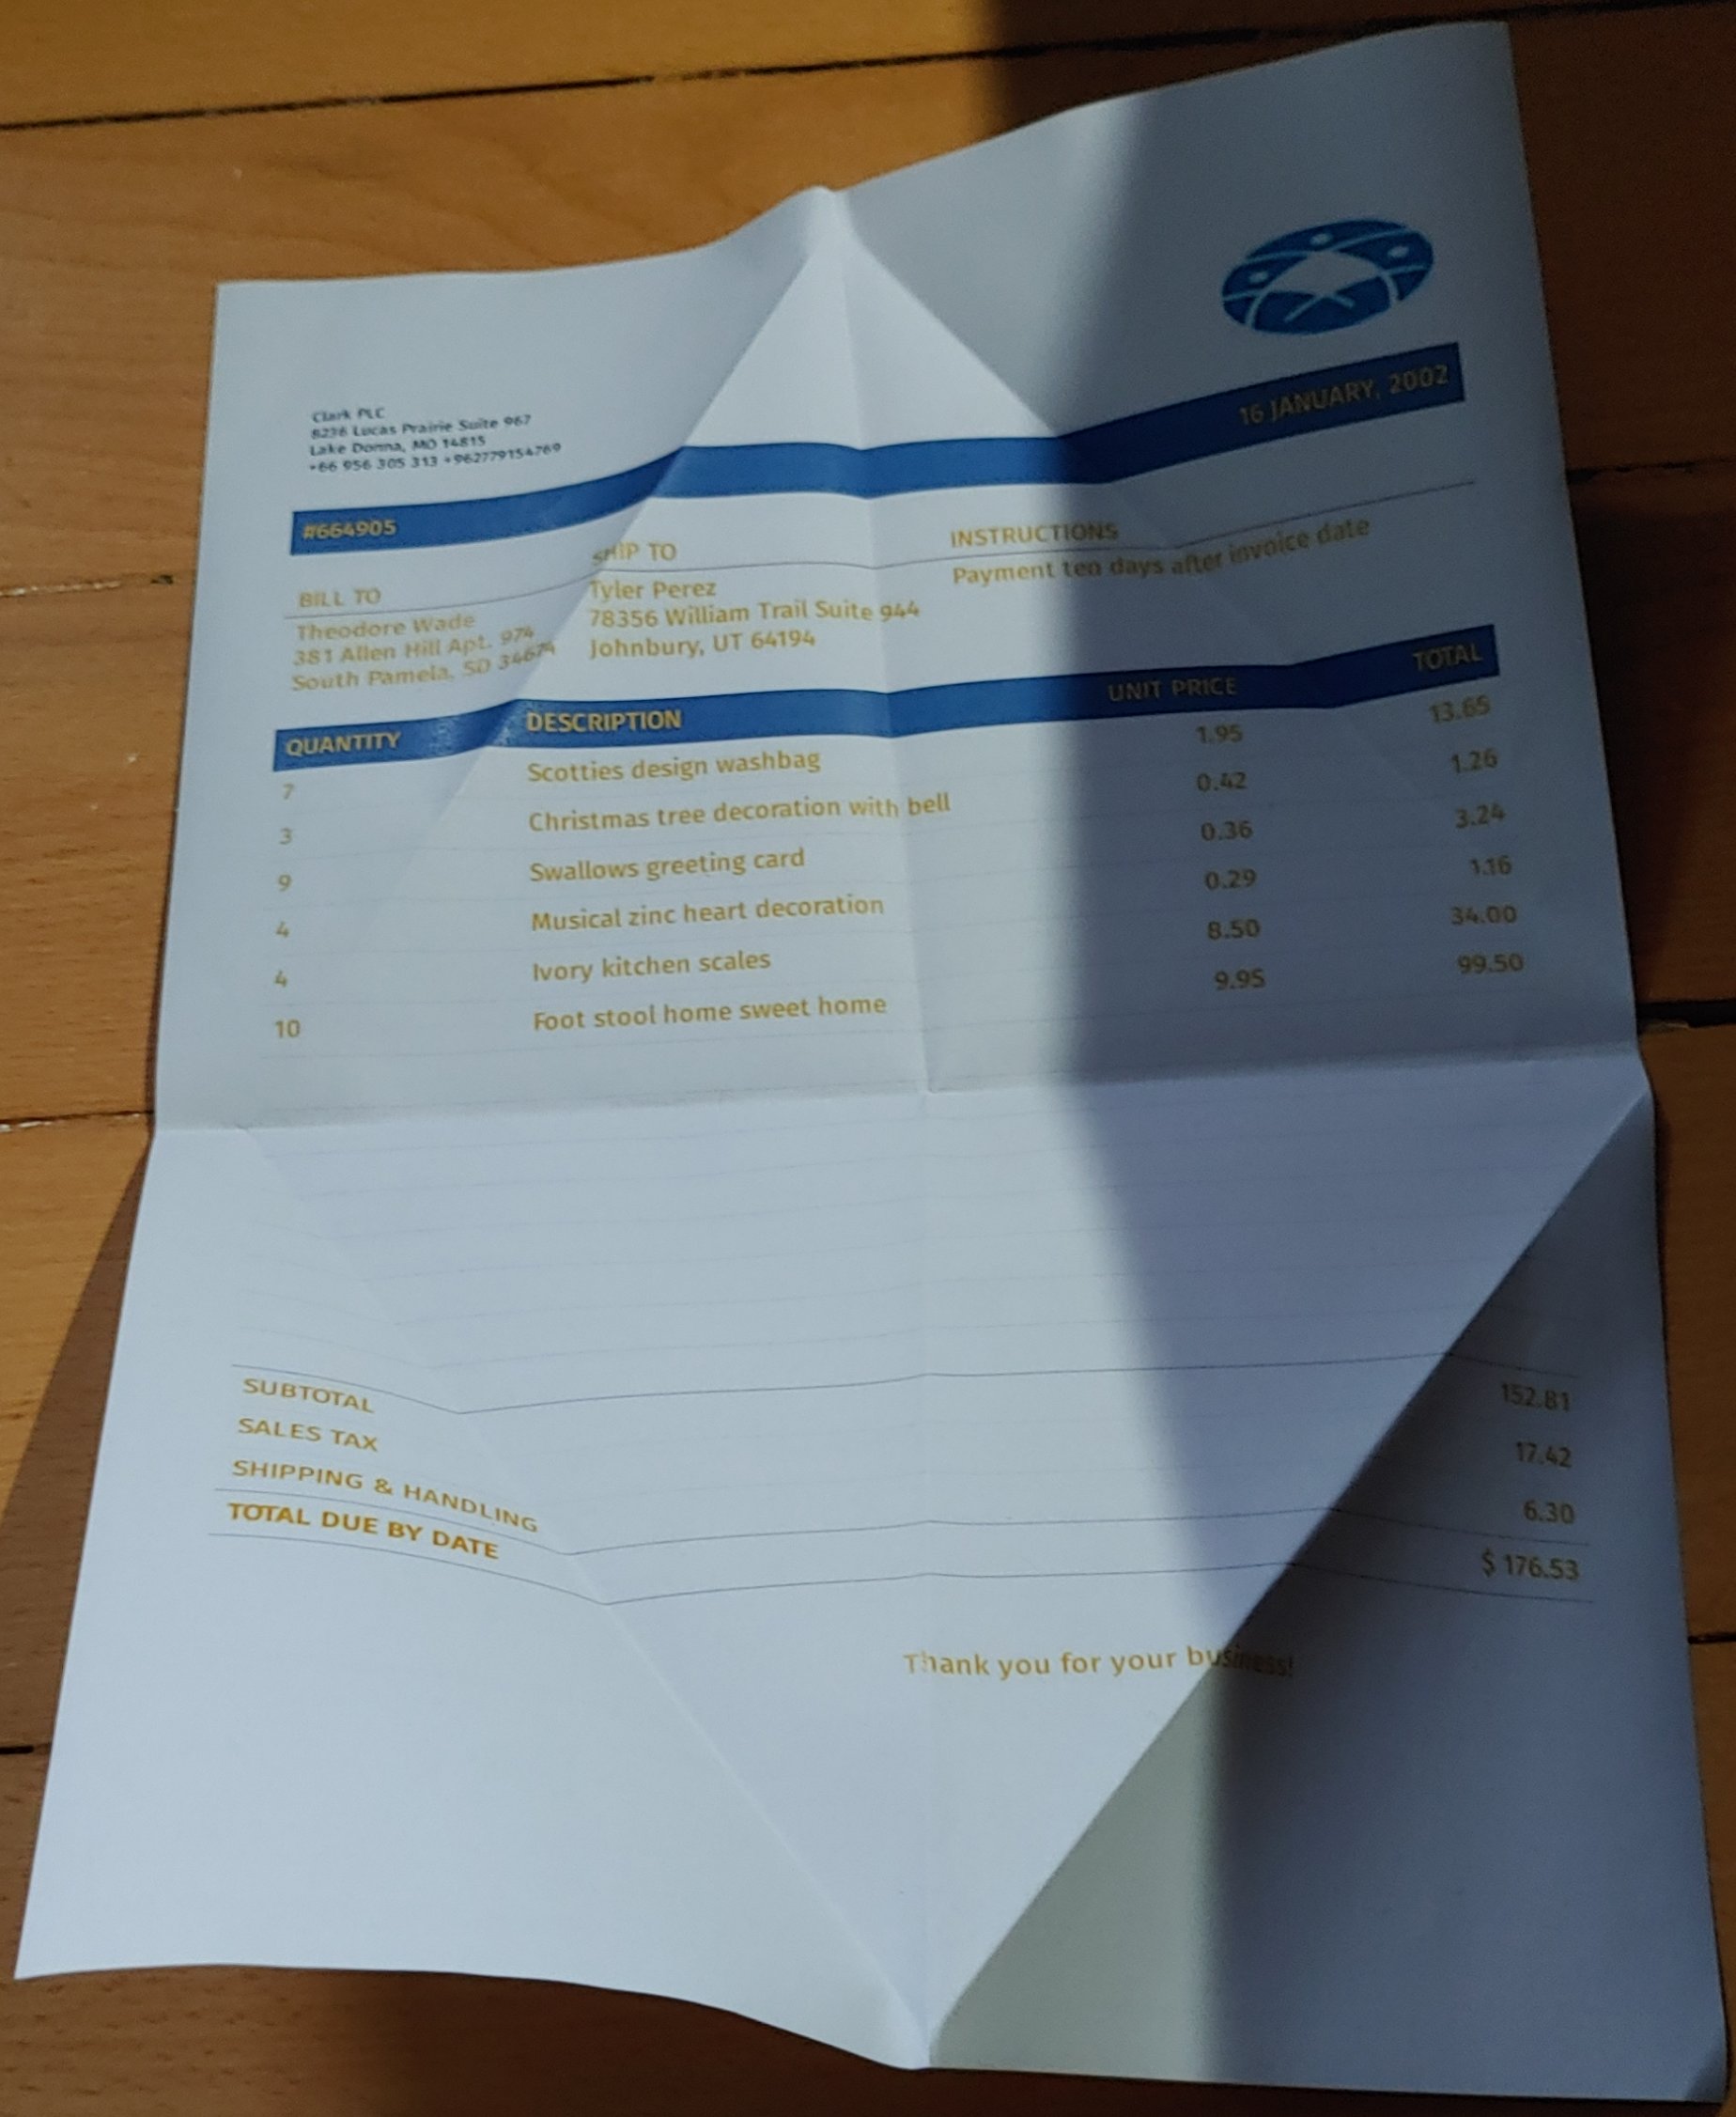 Clark PLC
8236 Lucas Prairie Suite 967
Lake Donna, MO 14815
+66 956 305 313 +962779154769
#664905 16 JANUARY, 2002
BILL TO SHIP TO INSTRUCTIONS
Theodore Wade Tyler Perez Payment ten days after invoice date
381 Allen Hill Apt. 974 78356 William Trail Suite 944
South Pamela, SD 34674 Johnbury, UT 64194
QUANTITY DESCRIPTION UNIT PRICE TOTAL
7 Scotties design washbag 1.95 13.65
3 Christmas tree decoration with bell 0.42 1.26
9 Swallows greeting card 0.36 3.24
4 Musical zinc heart decoration 0.29 1.16
4 Ivory kitchen scales 8.50 34.00
10 Foot stool home sweet home 9.95 99.50
SUBTOTAL 152.81
SALES TAX 17.42
SHIPPING & HANDLING 6.30
TOTAL DUE BY DATE $ 176.53
Thank you for your business!